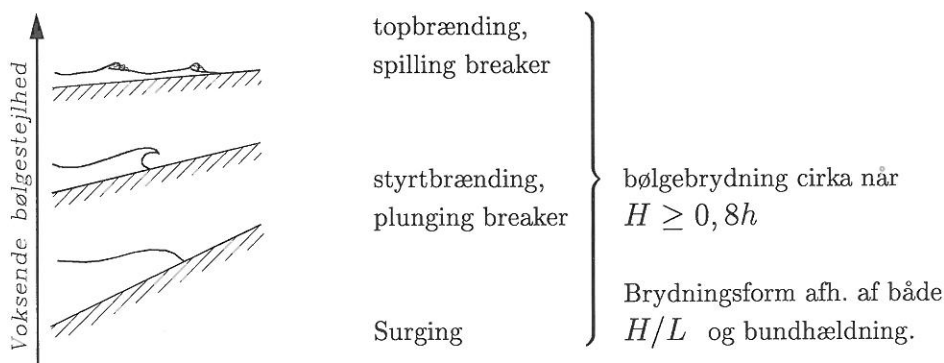 Voksende bølgestejlhed
topbrænding,
spilling breaker
styrtbrænding,
plunging breaker
Surging
bølgebrydning cirka når
H ≥ 0,8h
Brydningsform afh. af både
H/L og bundhældning.